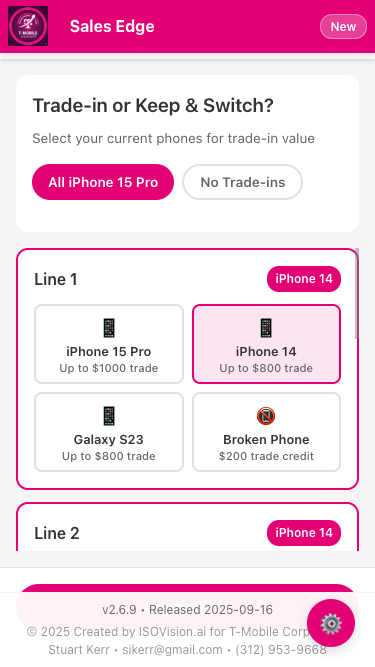 T-MOBILE
Sales Edge
New
Trade-in or Keep & Switch?
Select your current phones for trade-in value
All iPhone 15 Pro
No Trade-ins
Line 1
iPhone 14
iPhone 15 Pro
Up to $1000 trade
iPhone 14
Up to $800 trade
Galaxy S23
Up to $800 trade
Broken Phone
$200 trade credit
Line 2
iPhone 14
v2.6.9 • Released 2025-09-16
© 2025 Created by ISOVision.ai for T-Mobile
Stuart Kerr • sikerr@gmail.com • (312) 953-9668